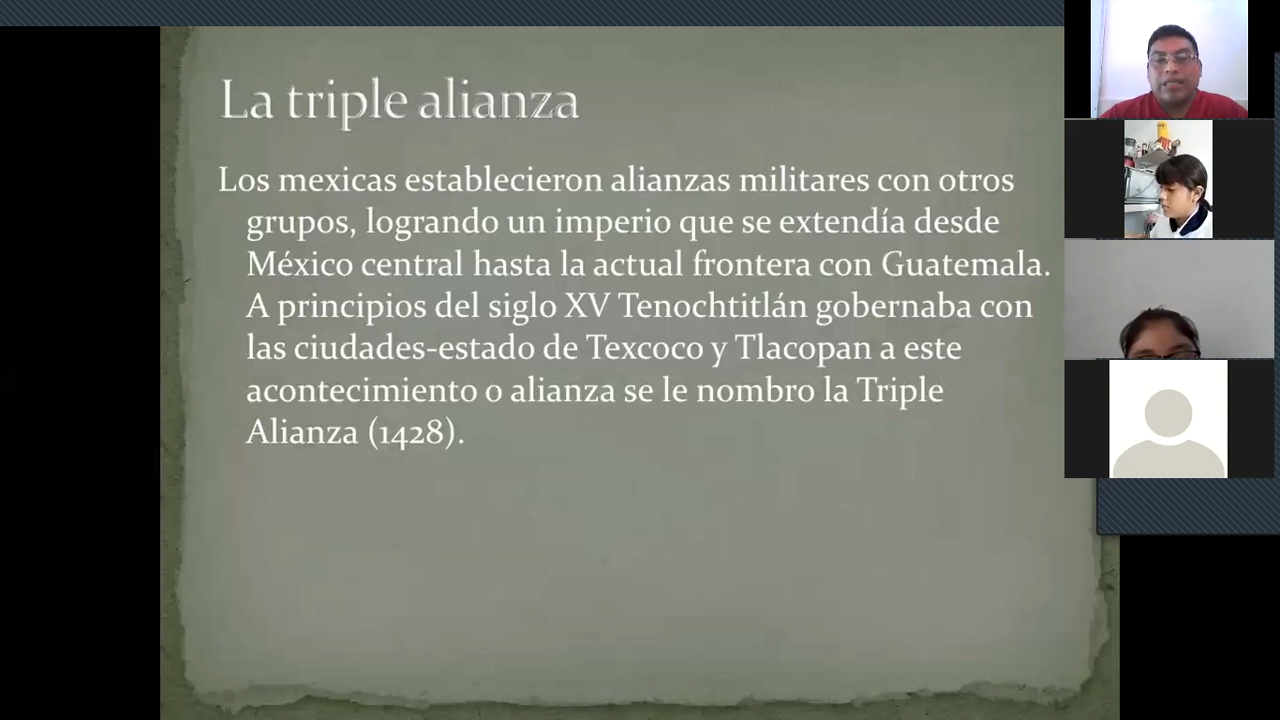 La triple alianza
Los mexicas establecieron alianzas militares con otros
grupos, logrando un imperio que se extendía desde
México central hasta la actual frontera con Guatemala.
A principios del siglo XV Tenochtitlán gobernaba con
las ciudades-estado de Texcoco y Tlacopan a este
acontecimiento o alianza se le nombro la Triple
Alianza (1428).